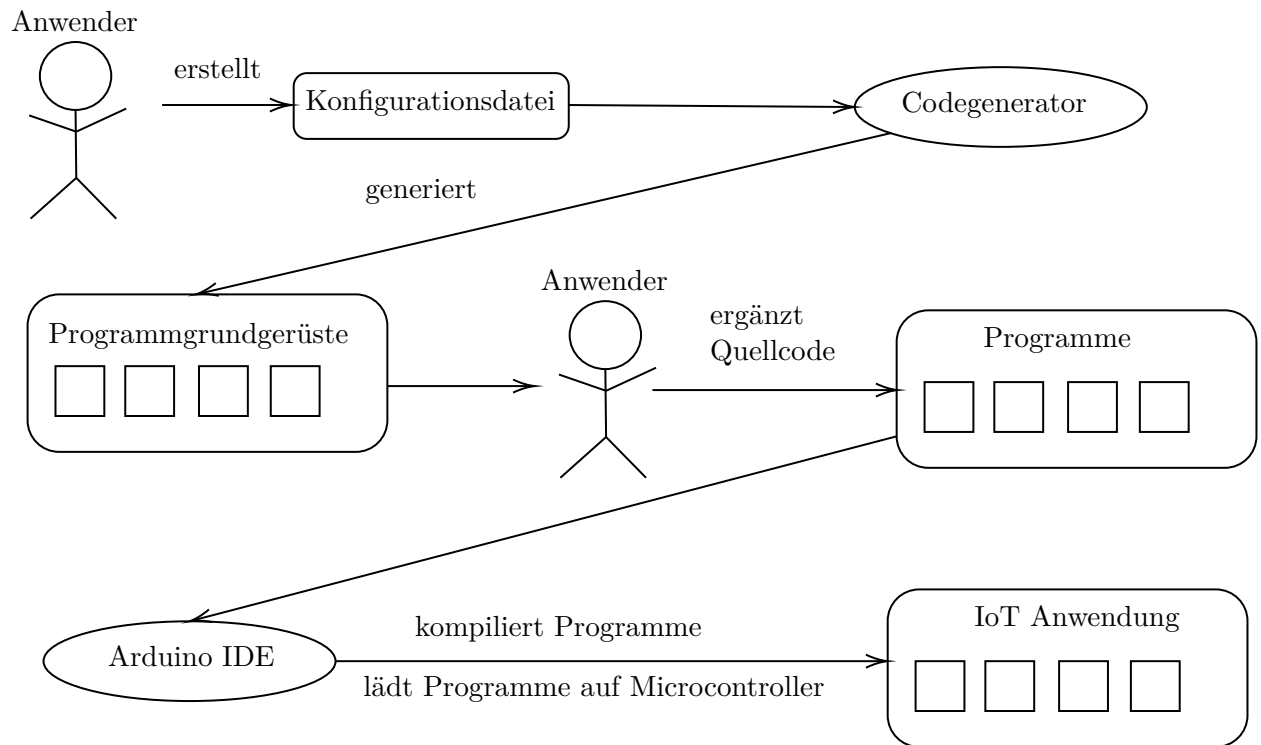 Anwender
erstellt
Konfigurationsdatei
Codegenerator
generiert
Programmgrundgerüste
Anwender
ergänzt
Quellcode
Programme
Arduino IDE
kompiliert Programme
lädt Programme auf Microcontroller
IoT Anwendung